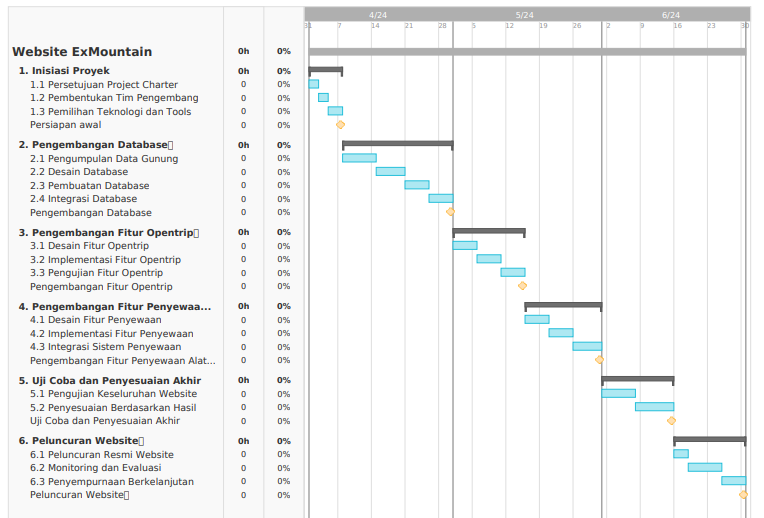 4/24 5/24 6/24
31 7 14 21 28 5 12 19 26 2 9 16 23 30
Website ExMountain 0h 0%
1. Inisiasi Proyek 0h 0%
1.1 Persetujuan Project Charter 0 0%
1.2 Pembentukan Tim Pengembang 0 0%
1.3 Pemilihan Teknologi dan Tools 0 0%
Persiapan awal 0 0%
2. Pengembangan Database 0h 0%
2.1 Pengumpulan Data Gunung 0 0%
2.2 Desain Database 0 0%
2.3 Pembuatan Database 0 0%
2.4 Integrasi Database 0 0%
Pengembangan Database 0 0%
3. Pengembangan Fitur Opentrip 0h 0%
3.1 Desain Fitur Opentrip 0 0%
3.2 Implementasi Fitur Opentrip 0 0%
3.3 Pengujian Fitur Opentrip 0 0%
Pengembangan Fitur Opentrip 0 0%
4. Pengembangan Fitur Penyewaa... 0h 0%
4.1 Desain Fitur Penyewaan 0 0%
4.2 Implementasi Fitur Penyewaan 0 0%
4.3 Integrasi Sistem Penyewaan 0 0%
Pengembangan Fitur Penyewaan Alat... 0 0%
5. Uji Coba dan Penyesuaian Akhir 0h 0%
5.1 Pengujian Keseluruhan Website 0 0%
5.2 Penyesuaian Berdasarkan Hasil 0 0%
Uji Coba dan Penyesuaian Akhir 0 0%
6. Peluncuran Website 0h 0%
6.1 Peluncuran Resmi Website 0 0%
6.2 Monitoring dan Evaluasi 0 0%
6.3 Penyempurnaan Berkelanjutan 0 0%
Peluncuran Website 0 0%